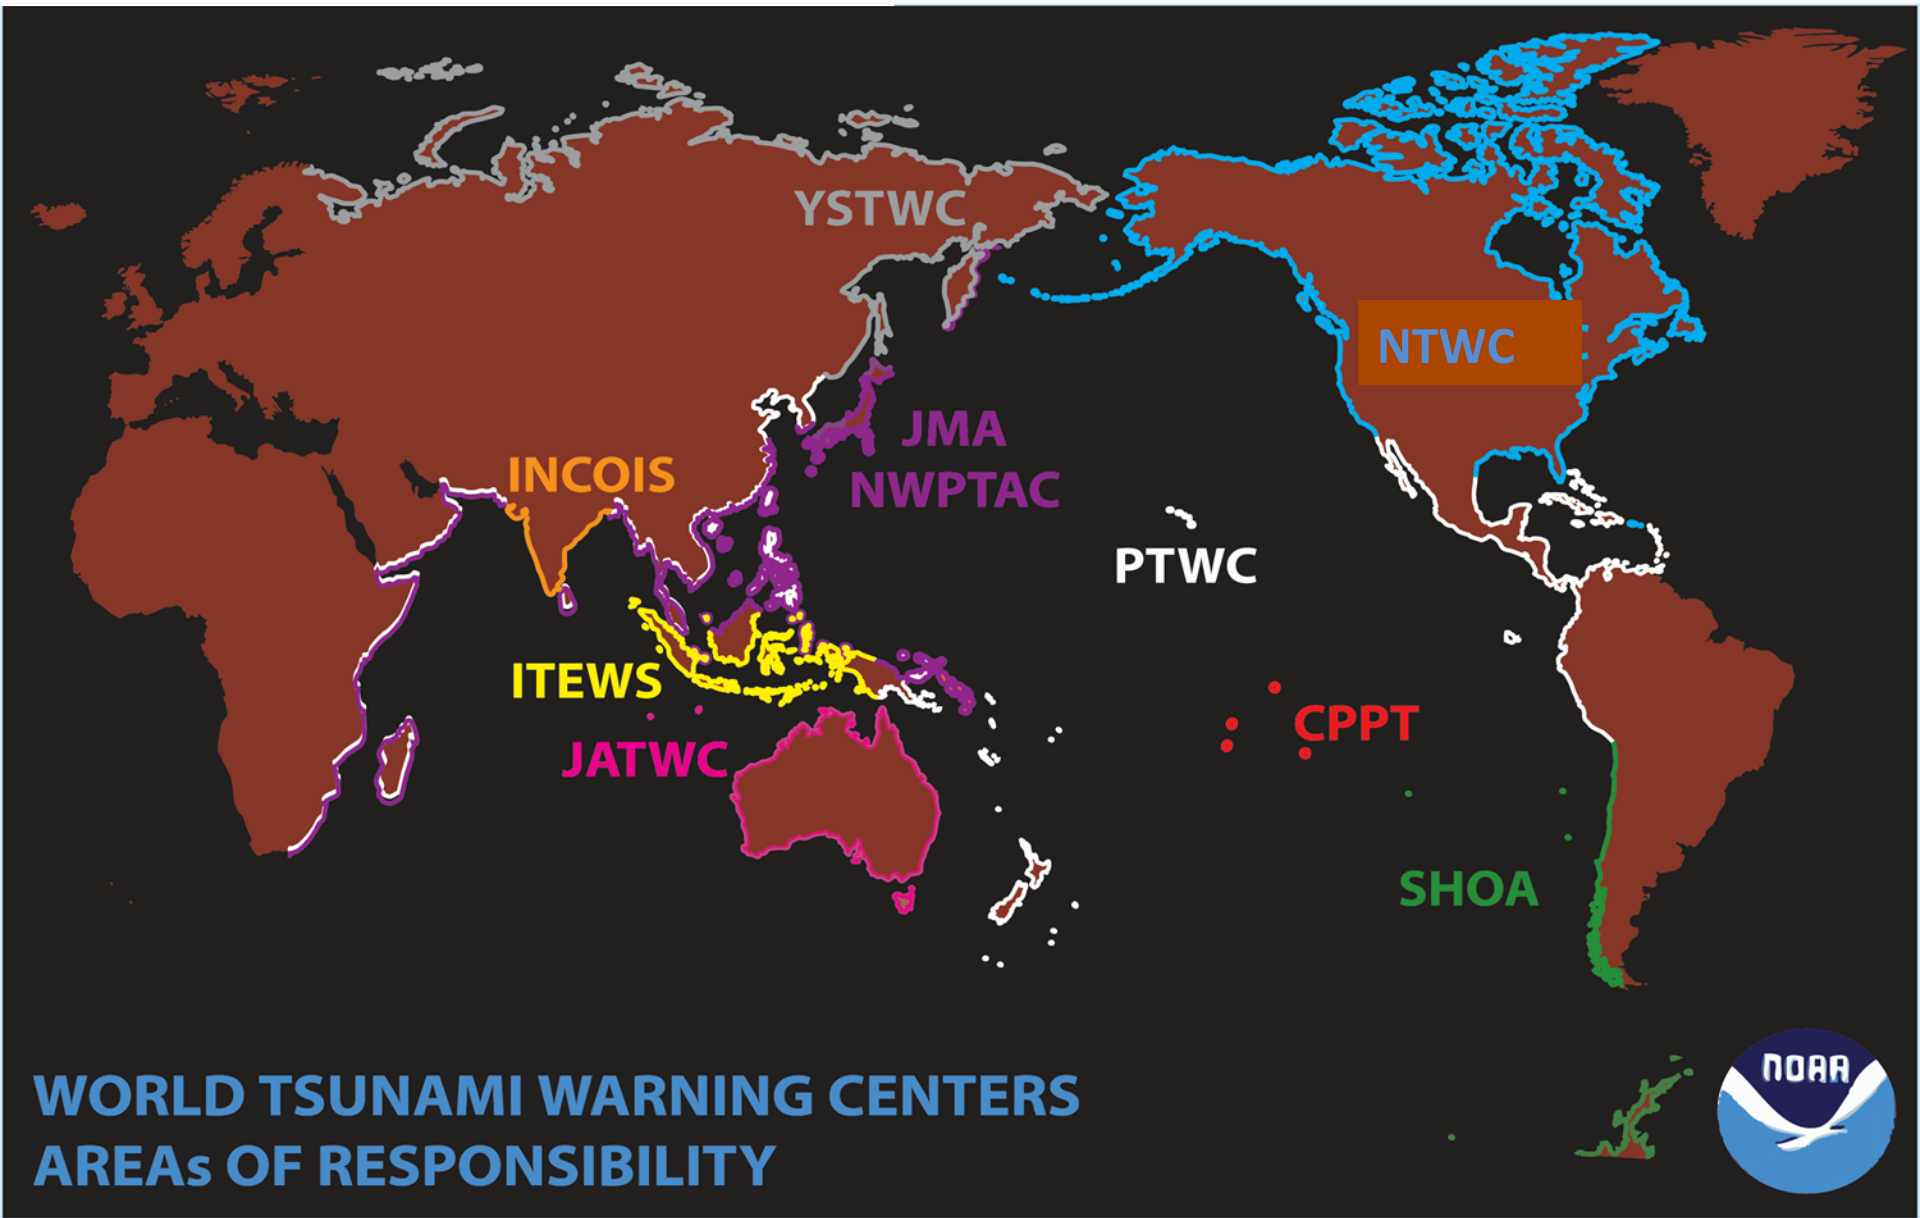 YSTWC
NTWC
JMA
NWPTAC
INCOIS
PTWC
ITEWS
CPPT
JATWC
SHOA
WORLD TSUNAMI WARNING CENTERS
AREAs OF RESPONSIBILITY
NOAA